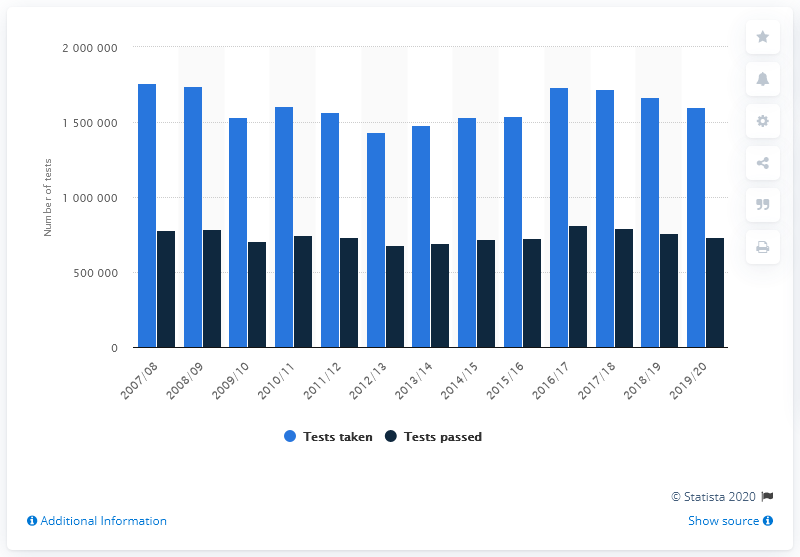 2 000 000
1 500 000
1 000 000
500 000
0
Number of tests
2007/08
2008/09
2009/10
2010/11
2011/12
2012/13
2013/14
2014/15
2015/16
2016/17
2017/18
2018/19
2019/20
Tests taken
Tests passed
© Statista 2020
Additional Information
Show source